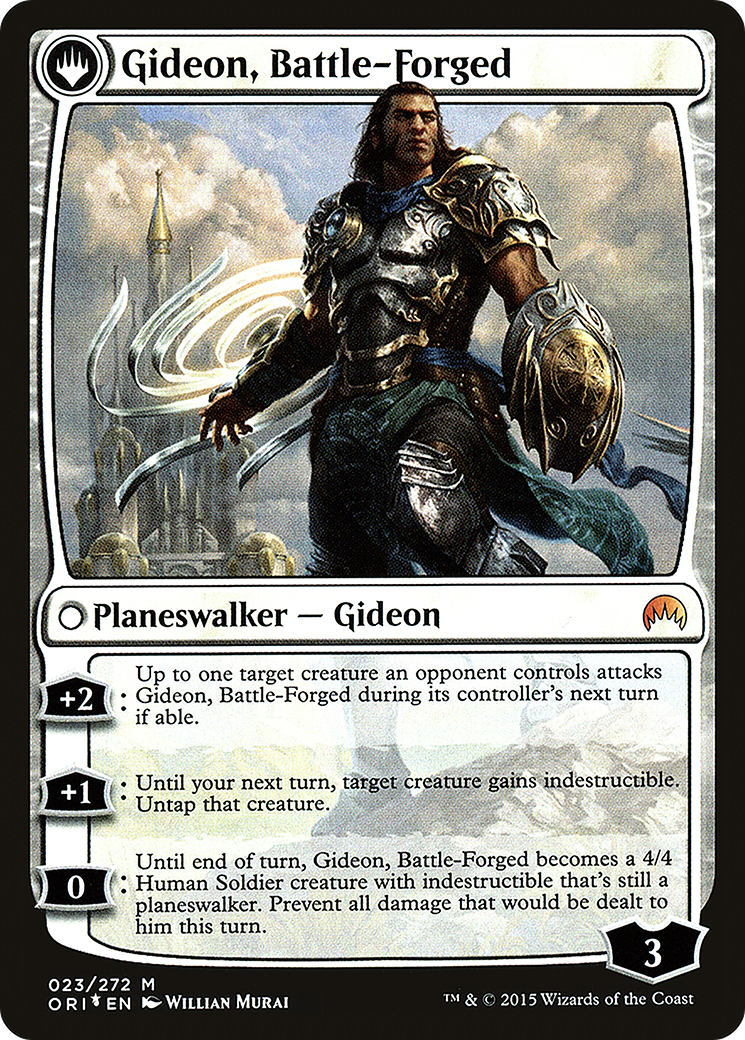 Gideon, Battle–Forged
Planeswalker — Gideon
+2
: Up to one target creature an opponent controls attacks
Gideon, Battle-Forged during its controller's next turn
if able.
+1
: Until your next turn, target creature gains indestructible.
Untap that creature.
0
: Until end of turn, Gideon, Battle-Forged becomes a 4/4
Human Soldier creature with indestructible that's still a
planeswalker. Prevent all damage that would be dealt to
him this turn.
3
023/272 M
ORI EN Willian Murai
™ & © 2015 Wizards of the Coast